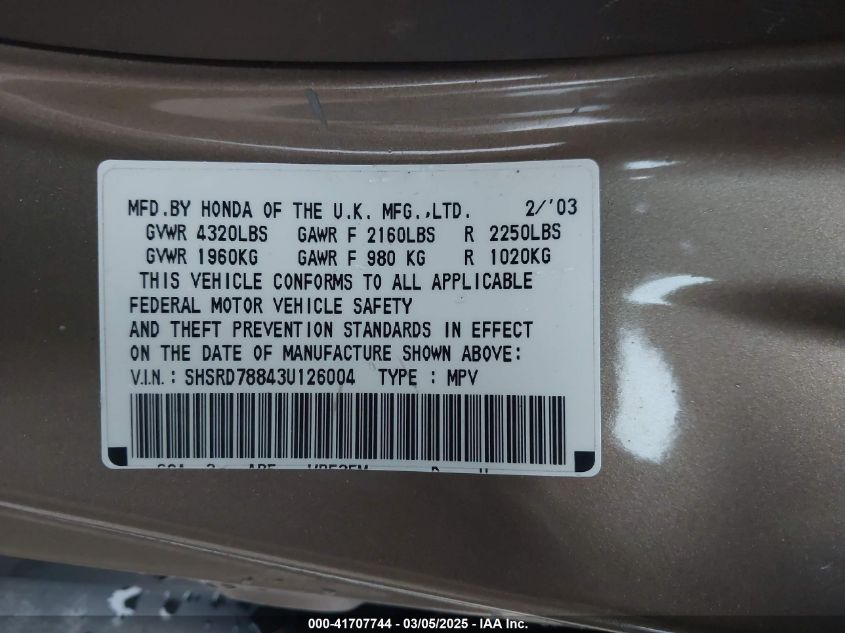 MFD.BY HONDA OF THE U.K. MFG.,LTD. 2/'03
GVWR 4320LBS GAWR F 2160LBS R 2250LBS
GVWR 1960KG GAWR F 980 KG R 1020KG
THIS VEHICLE CONFORMS TO ALL APPLICABLE
FEDERAL MOTOR VEHICLE SAFETY
AND THEFT PREVENTION STANDARDS IN EFFECT
ON THE DATE OF MANUFACTURE SHOWN ABOVE:
V.I.N.: SHSRD78843U126004 TYPE : MPV
000-41707744 — 03/05/2025 — IAA Inc.